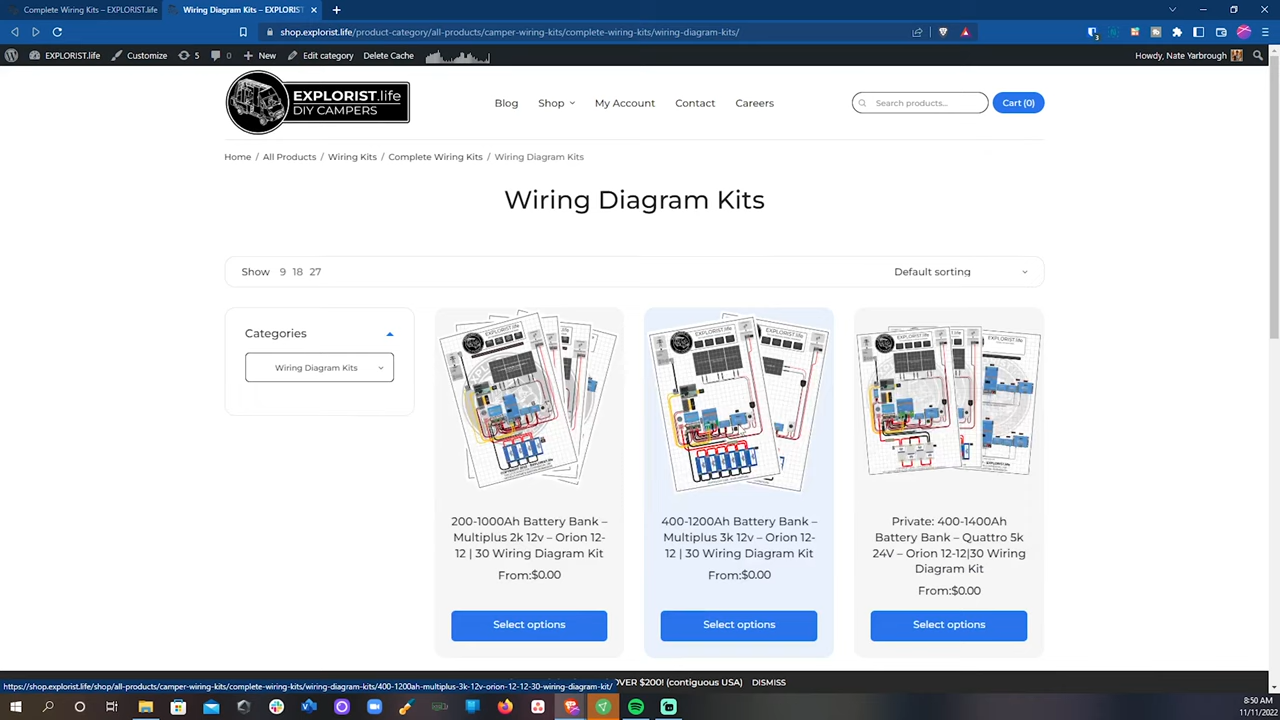 Complete Wiring Kits – EXPLORIST.life
Wiring Diagram Kits – EXPLORIST.
shop.explorist.life/product-category/all-products/camper-wiring-kits/complete-wiring-kits/wiring-diagram-kits/
EXPLORIST.life
Customize
5
0
New
Edit category
Delete Cache
Howdy, Nate Yarbrough
EXPLORIST.life
DIY CAMPERS
Blog
Shop
My Account
Contact
Careers
Search products...
Cart (0)
Home / All Products / Wiring Kits / Complete Wiring Kits / Wiring Diagram Kits
Wiring Diagram Kits
Show 9 18 27
Default sorting
Categories
Wiring Diagram Kits
EXPLORIST.life
EXPLORIST.life
EXPLORIST.life
200-1000Ah Battery Bank –
Multiplus 2k 12v – Orion 12-
12 | 30 Wiring Diagram Kit
From:$0.00
Select options
400-1200Ah Battery Bank –
Multiplus 3k 12v – Orion 12-
12 | 30 Wiring Diagram Kit
From:$0.00
Select options
Private: 400-1400Ah
Battery Bank – Quattro 5k
24V – Orion 12-12|30 Wiring
Diagram Kit
From:$0.00
Select options
https://shop.explorist.life/shop/all-products/camper-wiring-kits/complete-wiring-kits/wiring-diagram-kits/400-1200ah-multiplus-3k-12v-orion-12-12-30-wiring-diagram-kit/
OVER $200! (contiguous USA) DISMISS
8:50 AM
11/11/2022